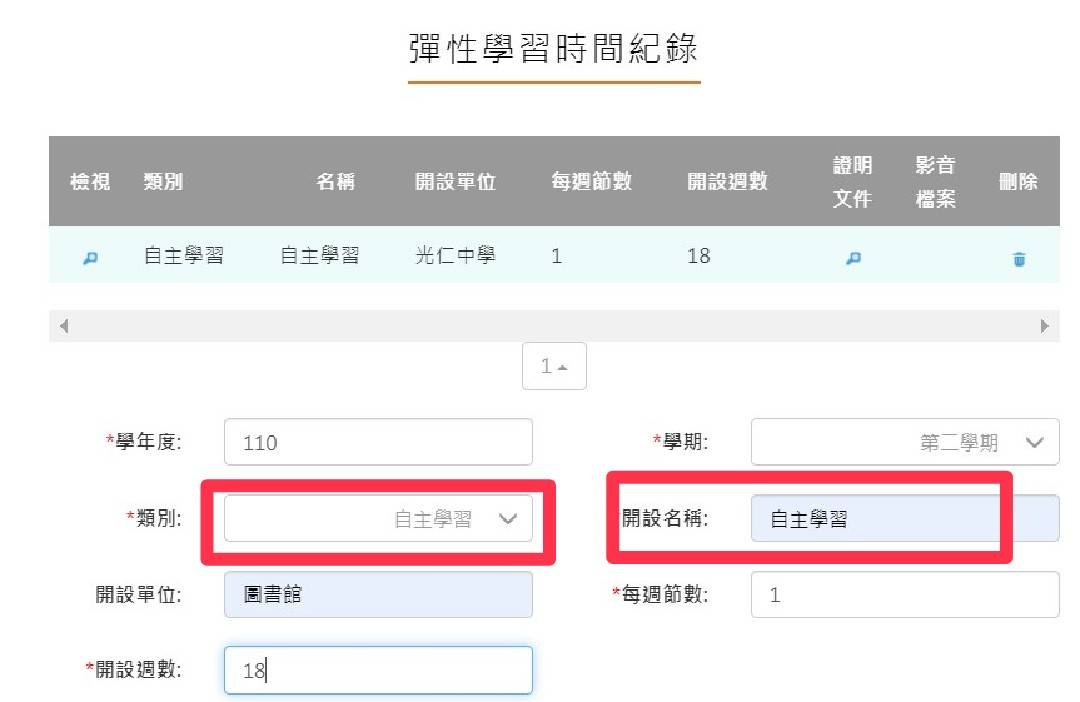 彈性學習時間紀錄
檢視 類別 名稱 開設單位 每週節數 開設週數 證明文件 影音檔案 刪除
自主學習 自主學習 光仁中學 1 18
1
*學年度: 110 *學期: 第二學期
*類別: 自主學習 開設名稱: 自主學習
開設單位: 圖書館 *每週節數: 1
*開設週數: 18